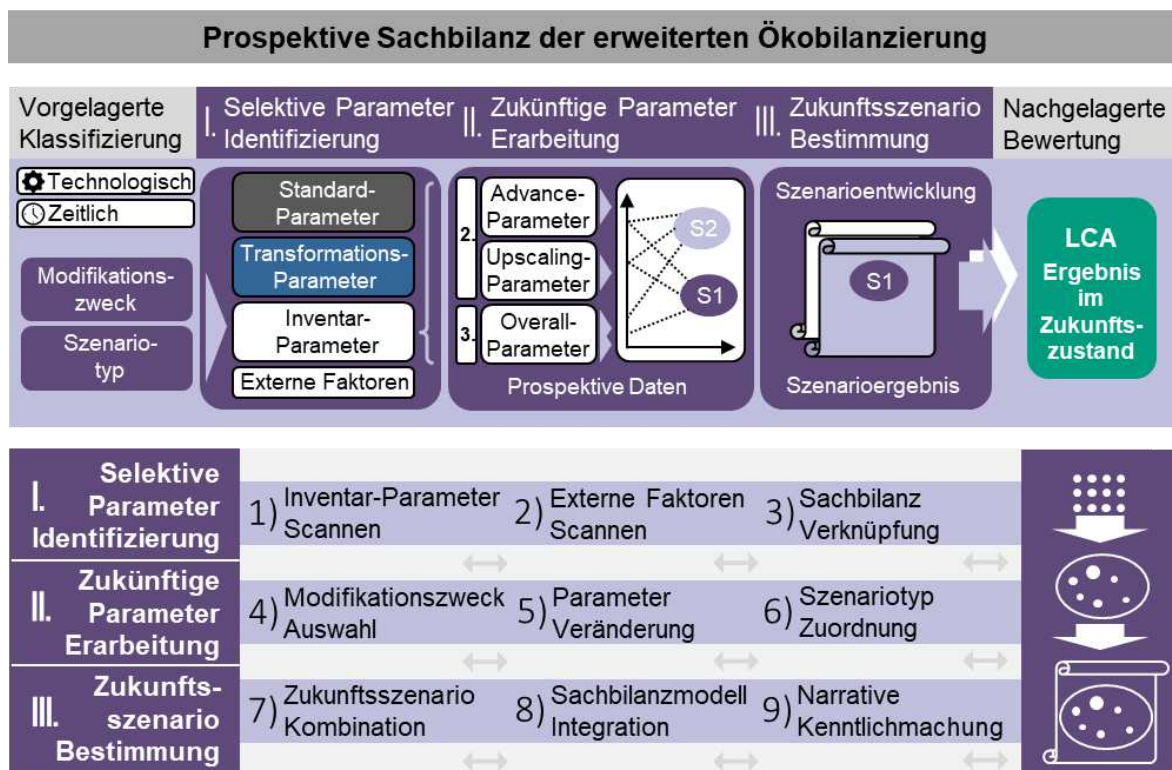 Prospektive Sachbilanz der erweiterten Ökobilanzierung
Vorgelagerte
Klassifizierung
I. Selektive Parameter
Identifizierung
II. Zukünftige Parameter
Erarbeitung
III. Zukunftsszenario
Bestimmung
Nachgelagerte
Bewertung
Technologisch
Zeitlich
Modifikations-
zweck
Szenario-
typ
Standard-
Parameter
Transformations-
Parameter
Inventar-
Parameter
Externe Faktoren
2.
3.
Advance-
Parameter
Upscaling-
Parameter
Overall-
Parameter
S2
S1
Prospektive Daten
Szenarioentwicklung
S1
Szenarioergebnis
LCA
Ergebnis
im
Zukunfts-
zustand
I.
Selektive
Parameter
Identifizierung
1) Inventar-Parameter
Scannen
2) Externe Faktoren
Scannen
3) Sachbilanz
Verknüpfung
II.
Zukünftige
Parameter
Erarbeitung
4) Modifikationszweck
Auswahl
5) Parameter
Veränderung
6) Szenariotyp
Zuordnung
III.
Zukunfts-
szenario
Bestimmung
7) Zukunftsszenario
Kombination
8) Sachbilanzmodell
Integration
9) Narrative
Kenntlichmachung